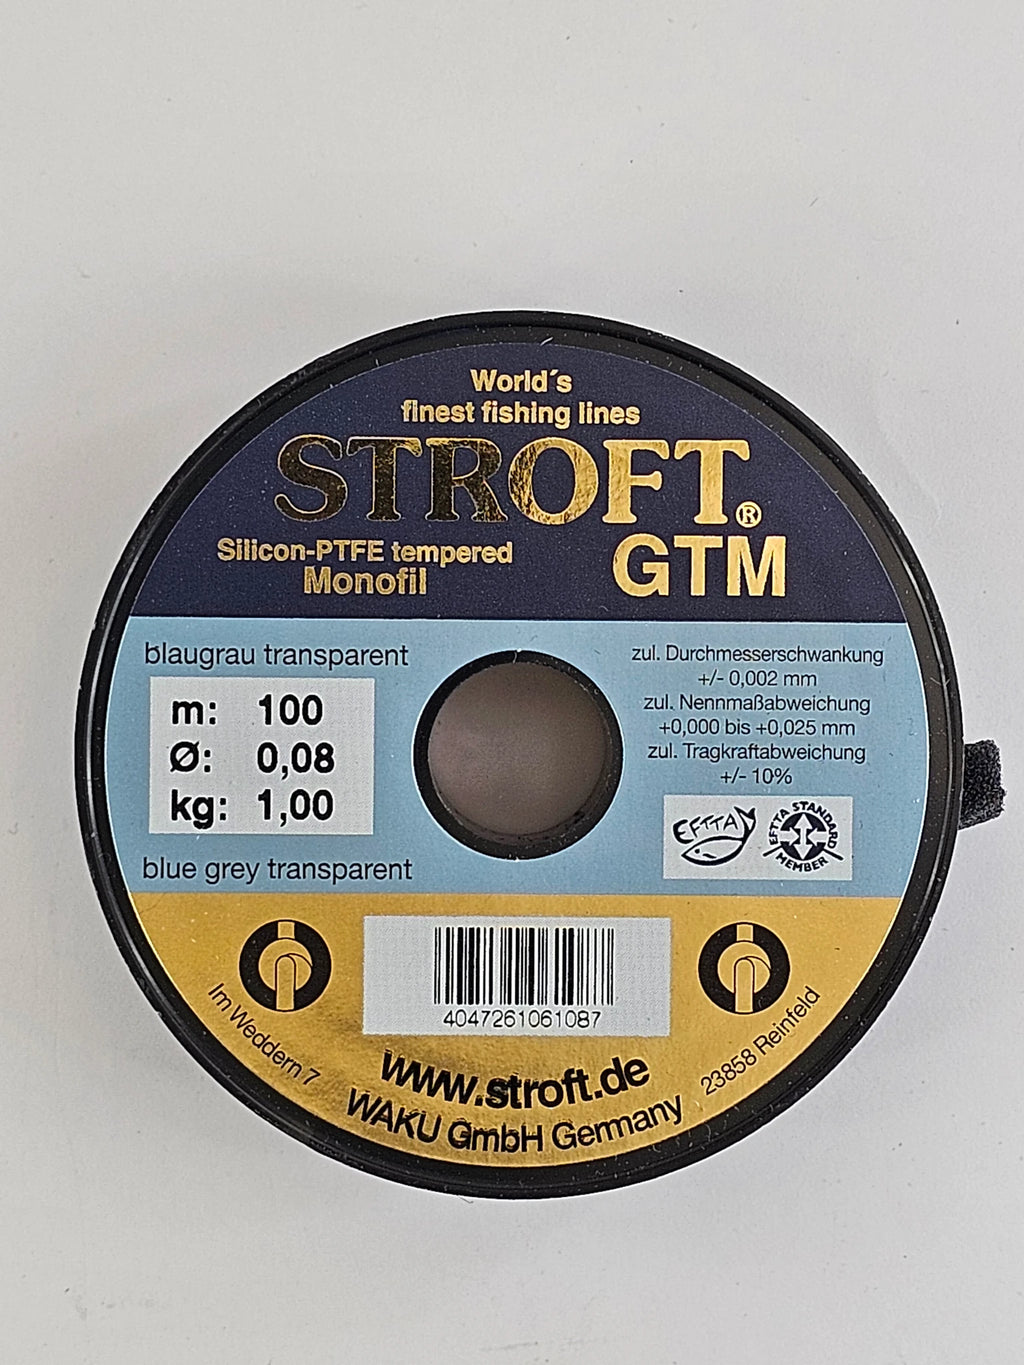 World´s
finest fishing lines
STROFT®
GTM
Silicon-PTFE tempered
Monofil
blaugrau transparent
m: 100
Ø: 0,08
kg: 1,00
blue grey transparent
zul. Durchmesserschwankung
+/- 0,002 mm
zul. Nennmaßabweichung
+0,000 bis +0,025 mm
zul. Tragkraftabweichung
+/- 10%
EFTTA
EFTTA STANDARD
MEMBER
4047261061087
Im Weddern 7
www.stroft.de
23858 Reinfeld
WAKU GmbH Germany